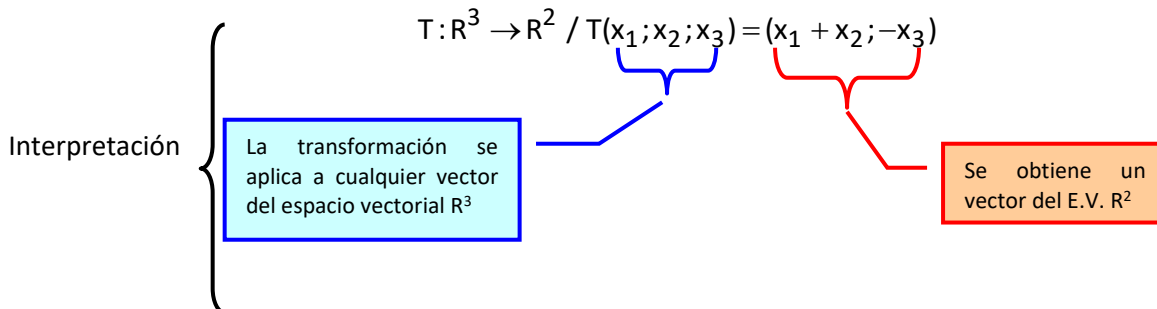 T : R³ → R² / T(x₁;x₂;x₃) = (x₁ + x₂;−x₃)
Interpretación
La transformación se
aplica a cualquier vector
del espacio vectorial R³
Se obtiene un
vector del E.V. R²